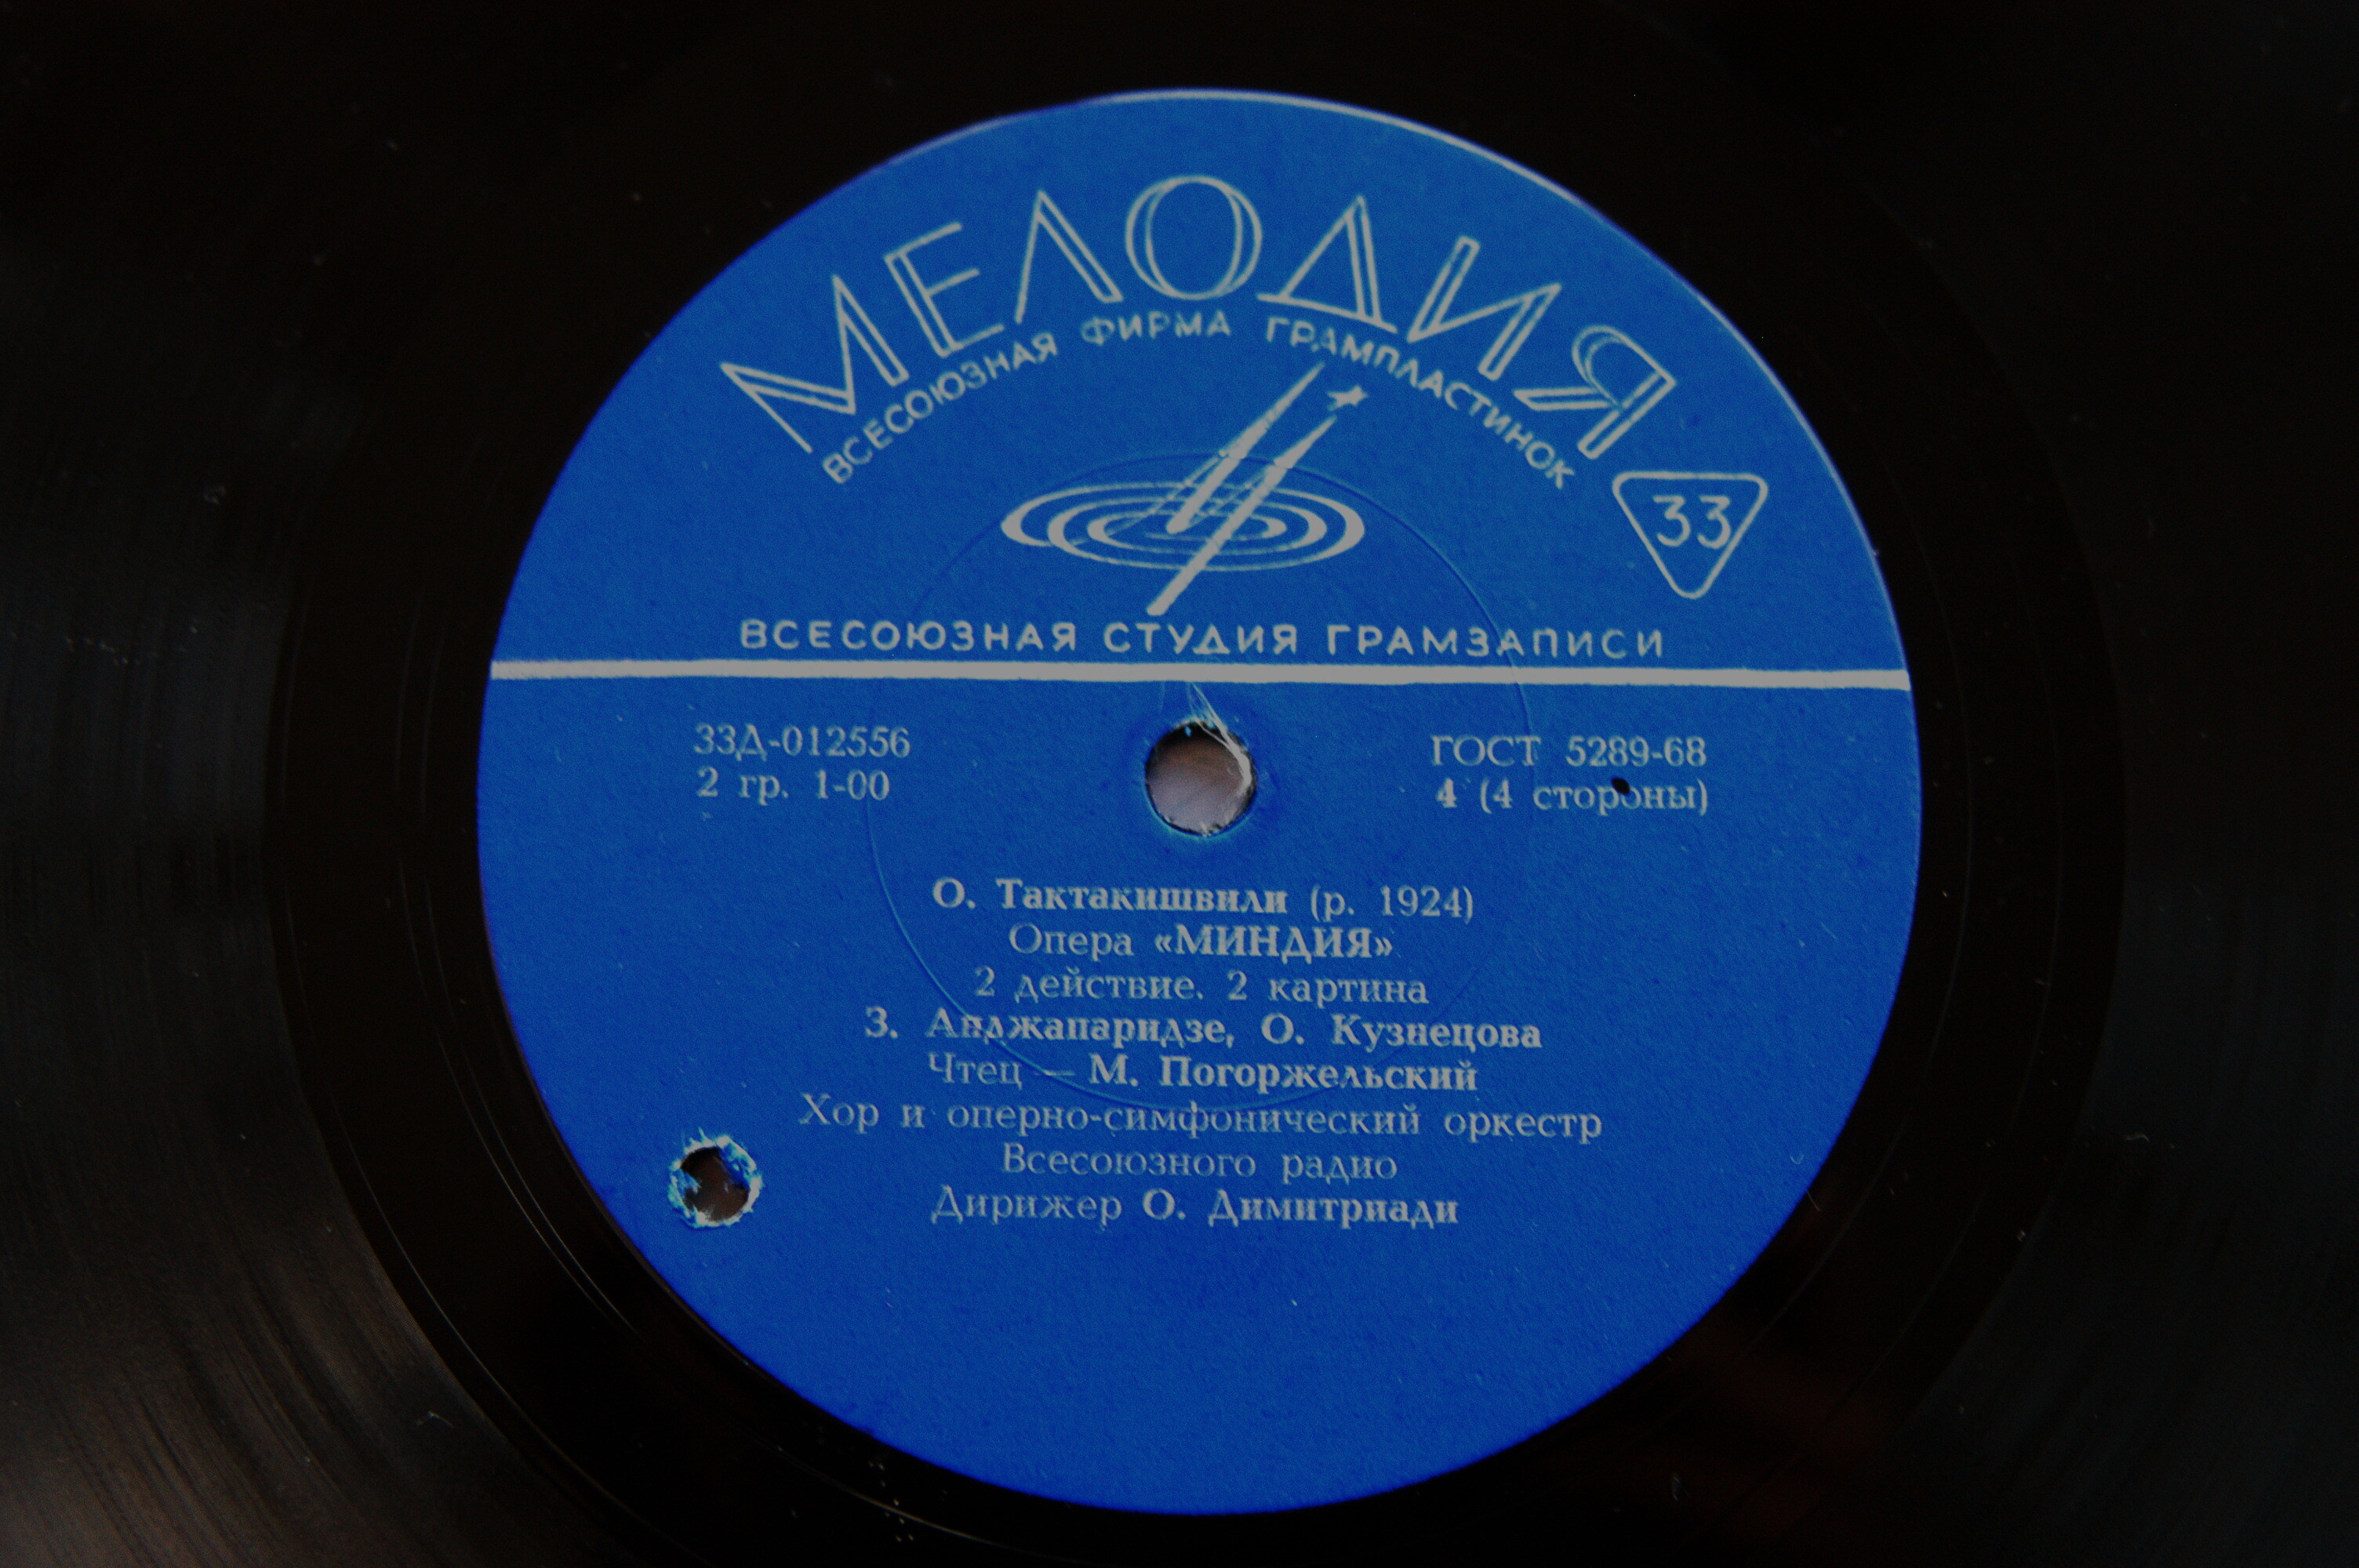 МЕЛОДИЯ
ВСЕСОЮЗНАЯ ФИРМА ГРАМПЛАСТИНОК
33
ВСЕСОЮЗНАЯ СТУДИЯ ГРАМЗАПИСИ
33Д-012556
2 гр. 1-00
ГОСТ 5289-68
4 (4 стороны)
О. Тактакишвили (р. 1924)
Опера «МИНДИЯ»
2 действие. 2 картина
З. Анджапаридзе, О. Кузнецова
Чтец — М. Погоржельский
Хор и оперно-симфонический оркестр
Всесоюзного радио
Дирижер О. Димитриади